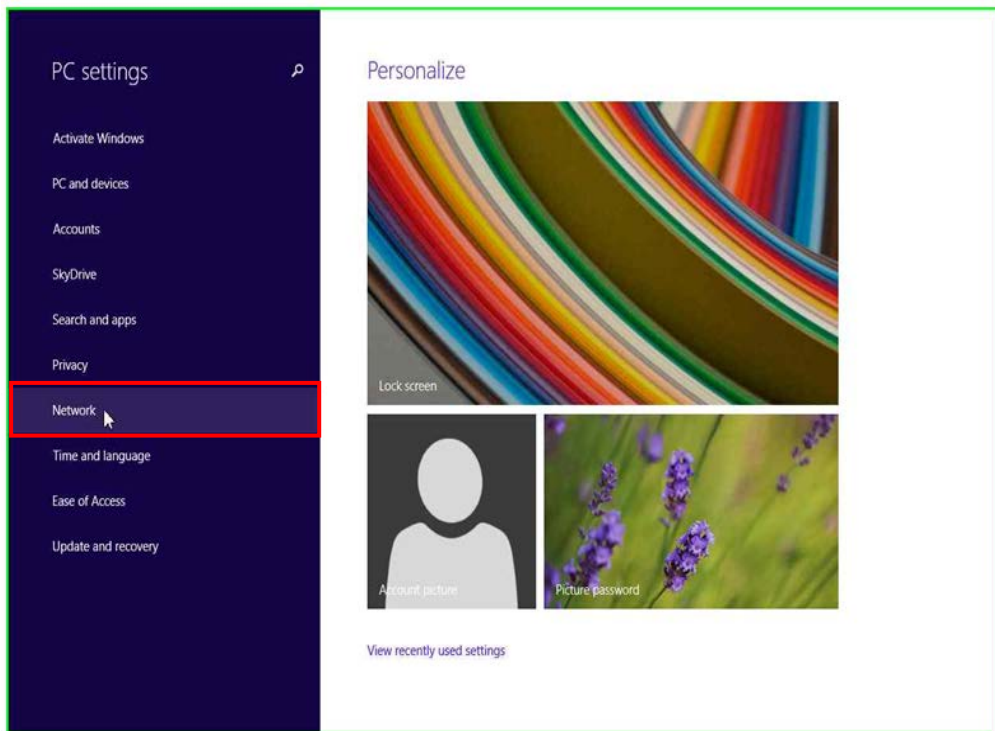 PC settings
Activate Windows
PC and devices
Accounts
SkyDrive
Search and apps
Privacy
Network
Time and language
Ease of Access
Update and recovery
Personalize
Lock screen
Account picture
Picture password
View recently used settings